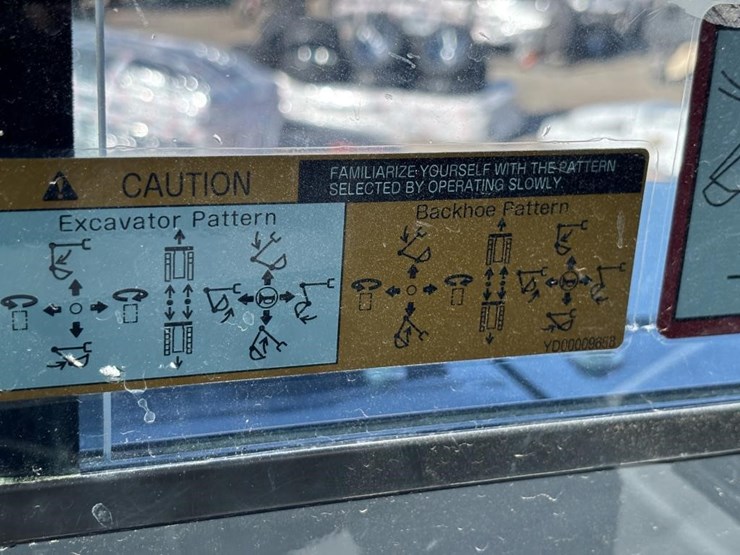 CAUTION
FAMILIARIZE YOURSELF WITH THE PATTERN
SELECTED BY OPERATING SLOWLY.
Excavator Pattern
Backhoe Pattern